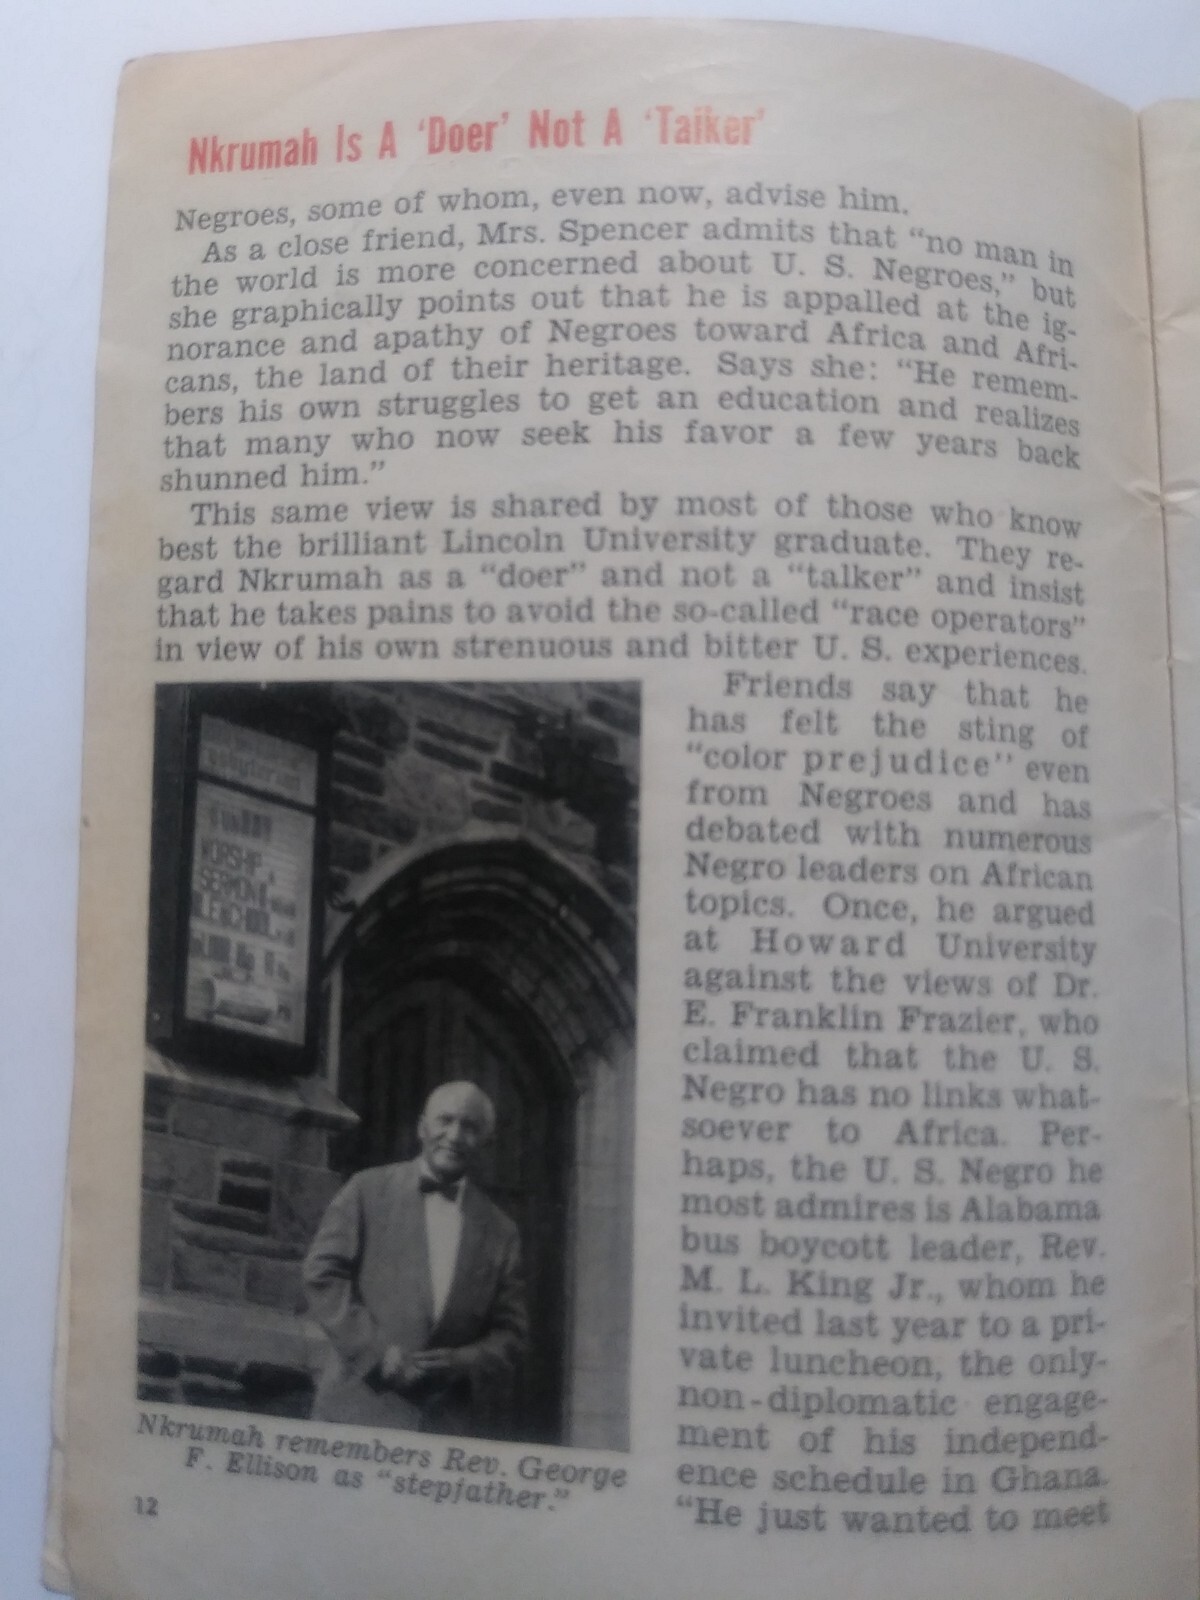 Nkrumah Is A 'Doer' Not A 'Talker'
Negroes, some of whom, even now, advise him.
As a close friend, Mrs. Spencer admits that "no man in
the world is more concerned about U. S. Negroes," but
she graphically points out that he is appalled at the ig-
norance and apathy of Negroes toward Africa and Afri-
cans, the land of their heritage. Says she: "He remem-
bers his own struggles to get an education and realizes
that many who now seek his favor a few years back
shunned him."
This same view is shared by most of those who know
best the brilliant Lincoln University graduate. They re-
gard Nkrumah as a "doer" and not a "talker" and insist
that he takes pains to avoid the so-called "race operators"
in view of his own strenuous and bitter U. S. experiences.
Friends say that he
has felt the sting of
"color prejudice" even
from Negroes and has
debated with numerous
Negro leaders on African
topics. Once, he argued
at Howard University
against the views of Dr.
E. Franklin Frazier, who
claimed that the U. S.
Negro has no links what-
soever to Africa. Per-
haps, the U. S. Negro he
most admires is Alabama
bus boycott leader, Rev.
M. L. King Jr., whom he
invited last year to a pri-
vate luncheon, the only-
non-diplomatic engage-
ment of his independ-
ence schedule in Ghana.
"He just wanted to meet
WORSHIP
SERMON
Nkrumah remembers Rev. George
F. Ellison as "stepfather."
12